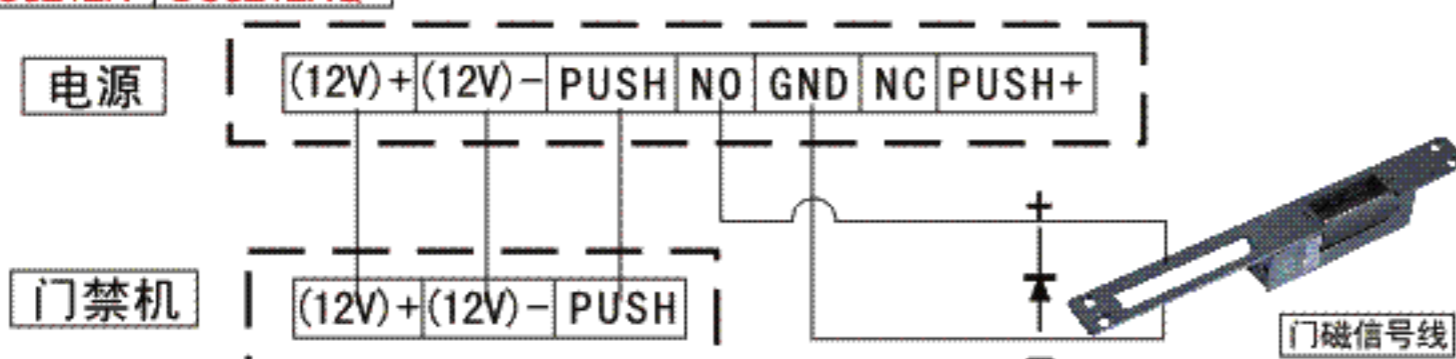 电源
(12V)+ (12V)- PUSH NO GND NC PUSH+
+
门禁机
(12V)+ (12V)- PUSH
门磁信号线